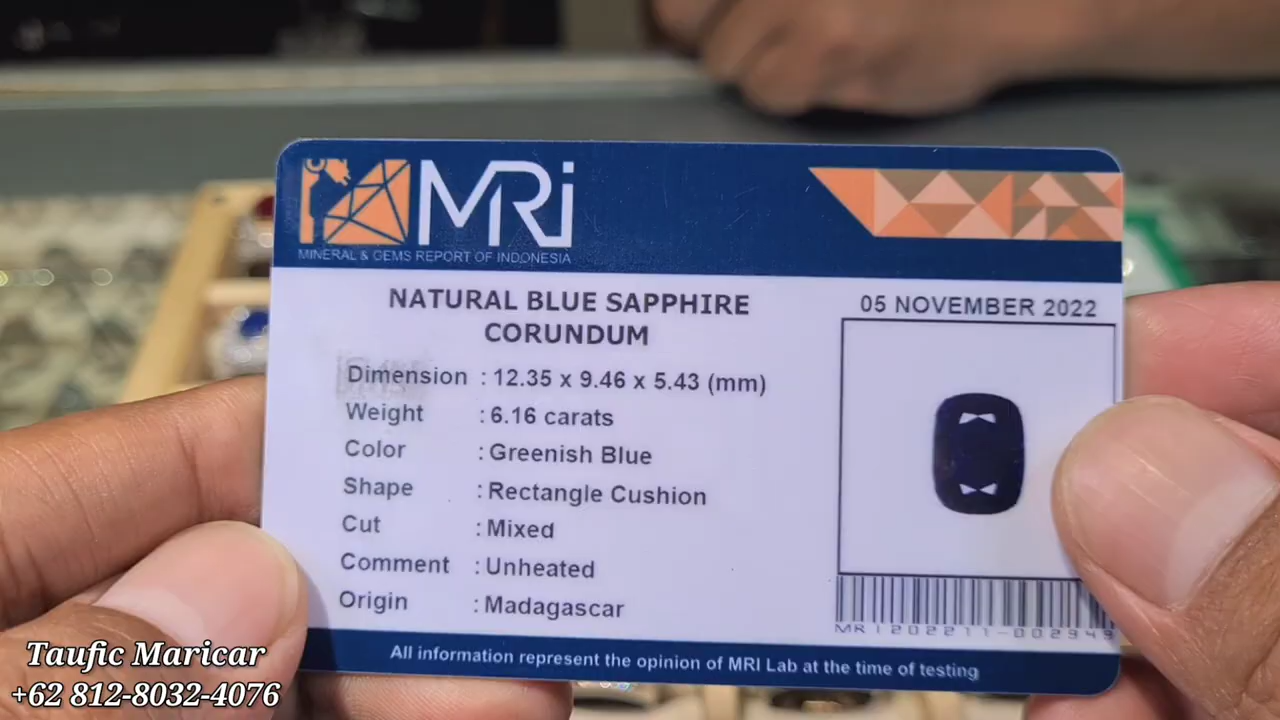 MRi
MINERAL & GEMS REPORT OF INDONESIA
NATURAL BLUE SAPPHIRE
CORUNDUM
Dimension : 12.35 x 9.46 x 5.43 (mm)
Weight : 6.16 carats
Color : Greenish Blue
Shape : Rectangle Cushion
Cut : Mixed
Comment : Unheated
Origin : Madagascar
05 NOVEMBER 2022
MRI202211-002949
All information represent the opinion of MRI Lab at the time of testing
Taufic Maricar
+62 812-8032-4076